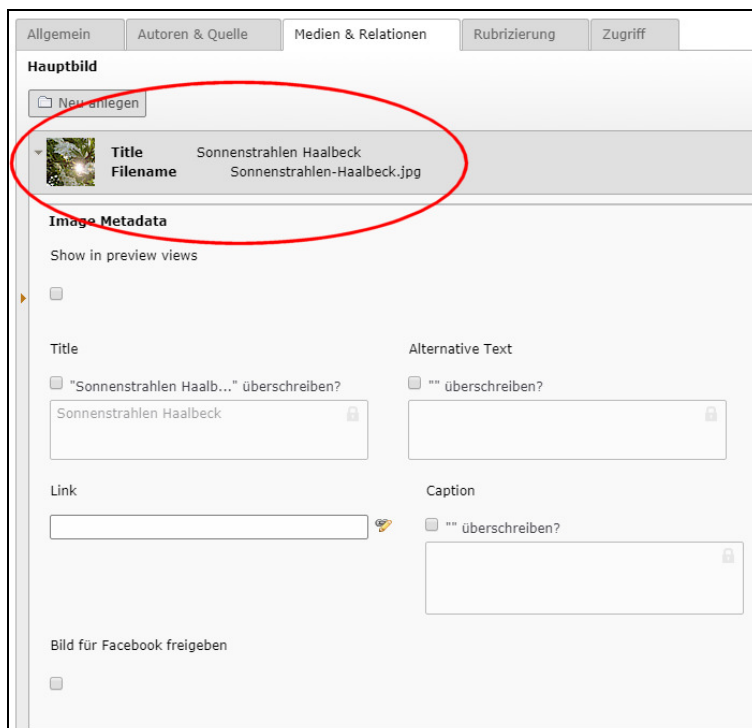 Allgemein Autoren & Quelle Medien & Relationen Rubrizierung Zugriff
Hauptbild
Neu anlegen
Title Sonnenstrahlen Haalbeck
Filename Sonnenstrahlen-Haalbeck.jpg
Image Metadata
Show in preview views
Title Alternative Text
"Sonnenstrahlen Haalb..." überschreiben? "" überschreiben?
Sonnenstrahlen Haalbeck
Link Caption
"" überschreiben?
Bild für Facebook freigeben